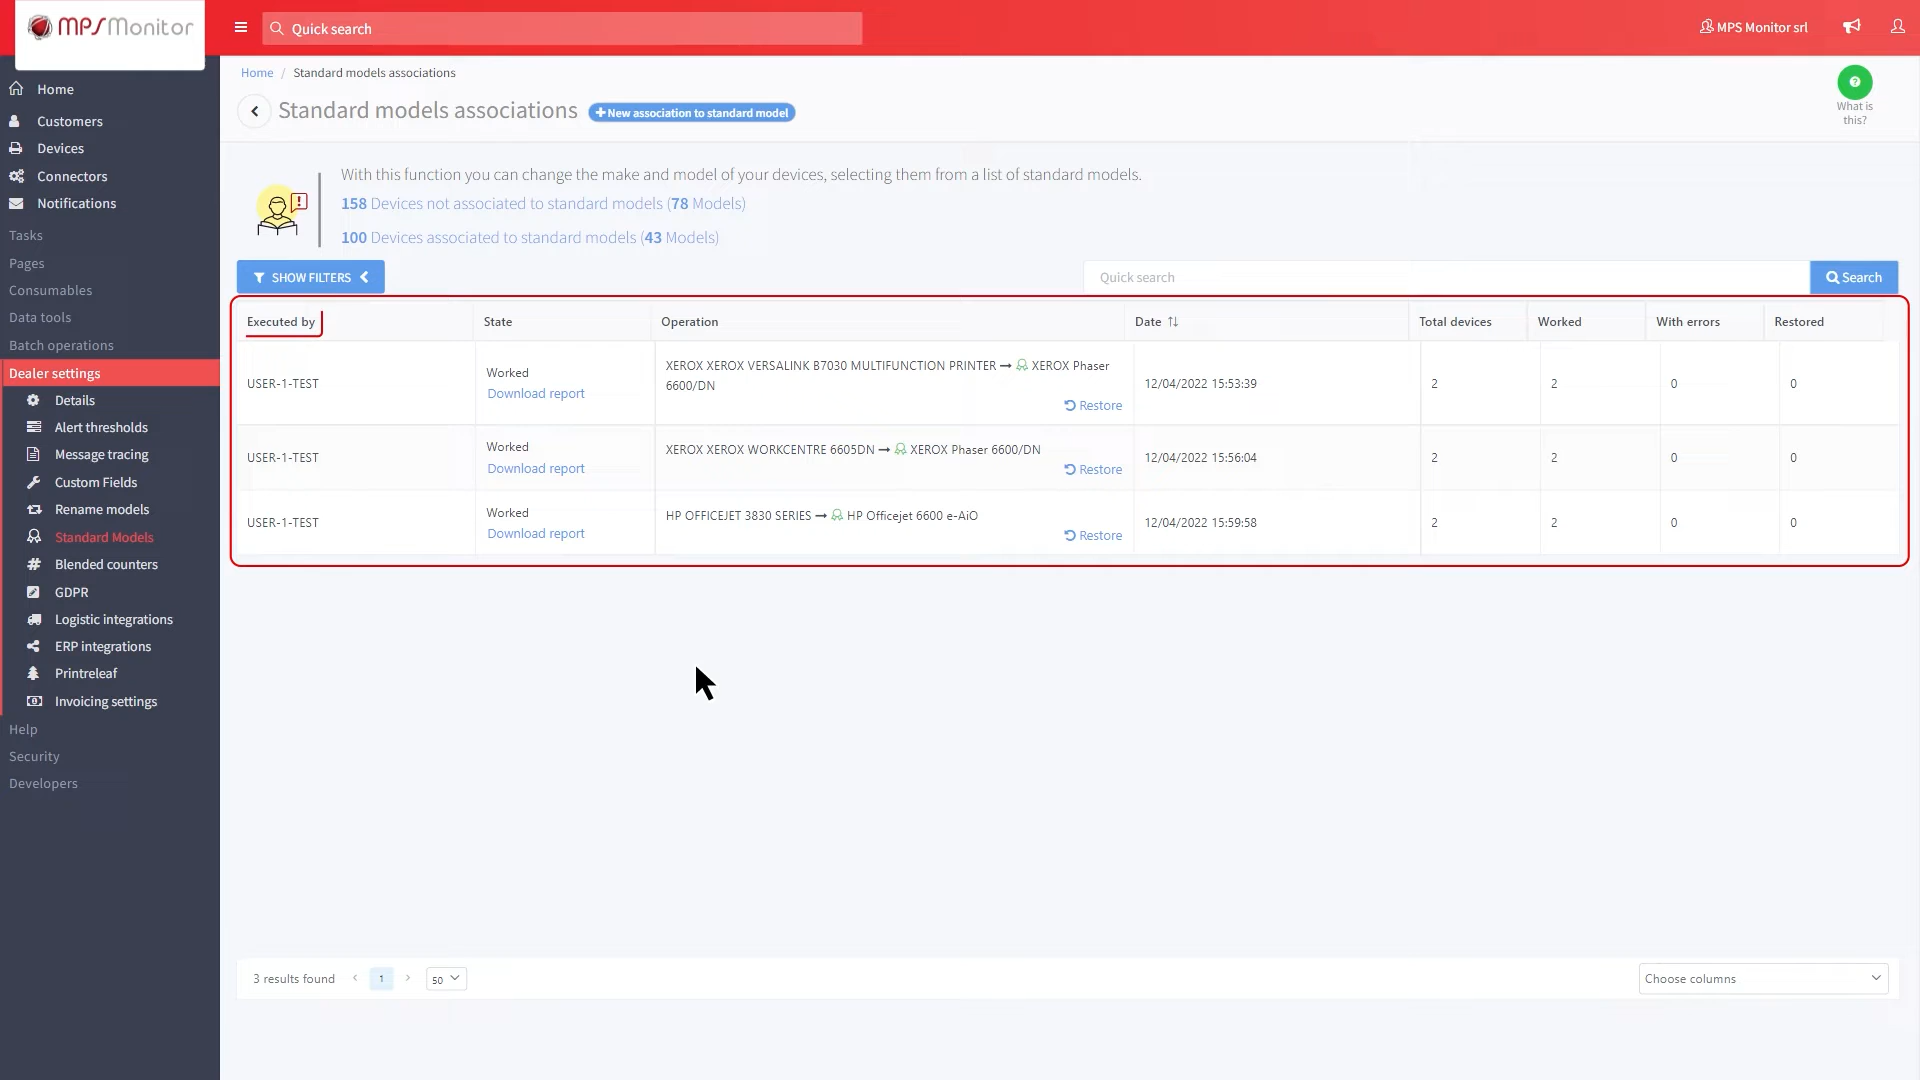 MPSMonitor
Quick search
MPS Monitor srl
Home
Customers
Devices
Connectors
Notifications
Tasks
Pages
Consumables
Data tools
Batch operations
Dealer settings
Details
Alert thresholds
Message tracing
Custom Fields
Rename models
Standard Models
Blended counters
GDPR
Logistic integrations
ERP integrations
Printreleaf
Invoicing settings
Help
Security
Developers
Home / Standard models associations
Standard models associations
+New association to standard model
?
What is
this?
With this function you can change the make and model of your devices, selecting them from a list of standard models.
158 Devices not associated to standard models (78 Models)
100 Devices associated to standard models (43 Models)
SHOW FILTERS
Quick search
Search
Executed by State Operation Date Total devices Worked With errors Restored
USER-1-TEST
Worked
Download report
XEROX XEROX VERSALINK B7030 MULTIFUNCTION PRINTER → XEROX Phaser
6600/DN
Restore
12/04/2022 15:53:39 2 2 0 0
USER-1-TEST
Worked
Download report
XEROX XEROX WORKCENTRE 6605DN → XEROX Phaser 6600/DN
Restore
12/04/2022 15:56:04 2 2 0 0
USER-1-TEST
Worked
Download report
HP OFFICEJET 3830 SERIES → HP Officejet 6600 e-AiO
Restore
12/04/2022 15:59:58 2 2 0 0
3 results found < 1 > 50
Choose columns